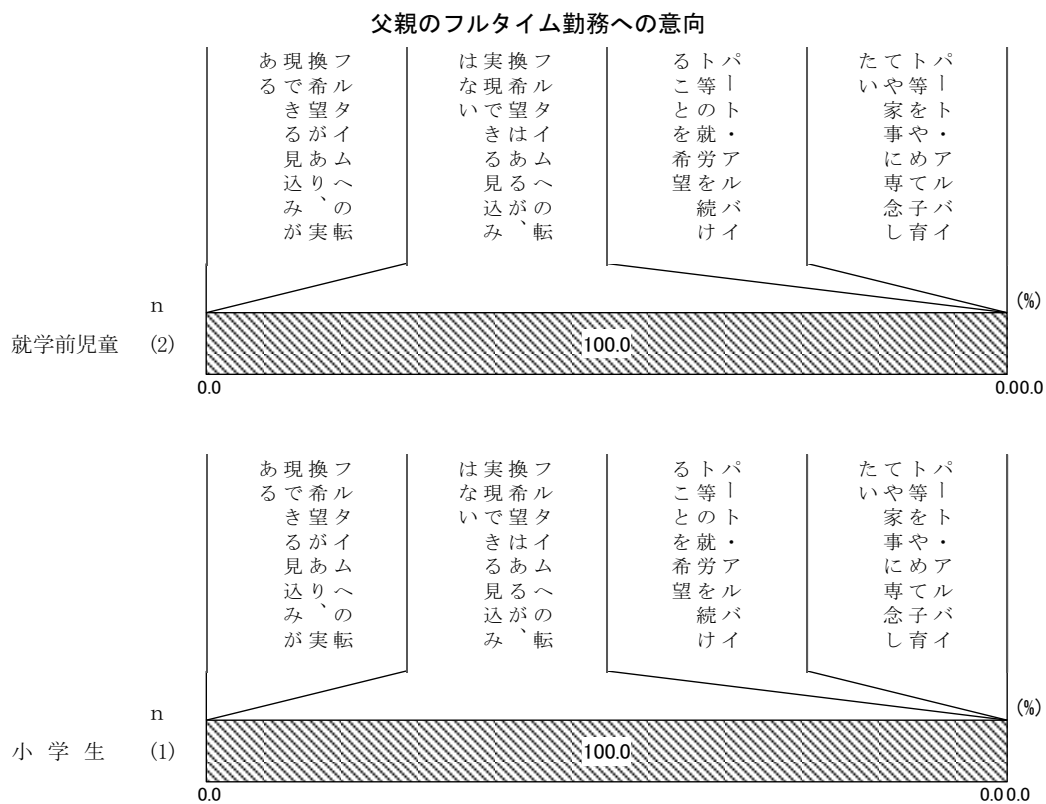 父親のフルタイム勤務への意向
フルタイムへの転
換希望があり、実
現できる見込みが
ある
フルタイムへの転
換希望はあるが、
実現できる見込み
はない
パート・アルバイ
ト等の就労を続け
ることを希望
パート・アルバイ
ト等をやめて子育
てや家事に専念し
たい
n
(%)
就学前児童 (2)
100.0
0.0
0.00.0
フルタイムへの転
換希望があり、実
現できる見込みが
ある
フルタイムへの転
換希望はあるが、
実現できる見込み
はない
パート・アルバイ
ト等の就労を続け
ることを希望
パート・アルバイ
ト等をやめて子育
てや家事に専念し
たい
n
(%)
小 学 生 (1)
100.0
0.0
0.00.0